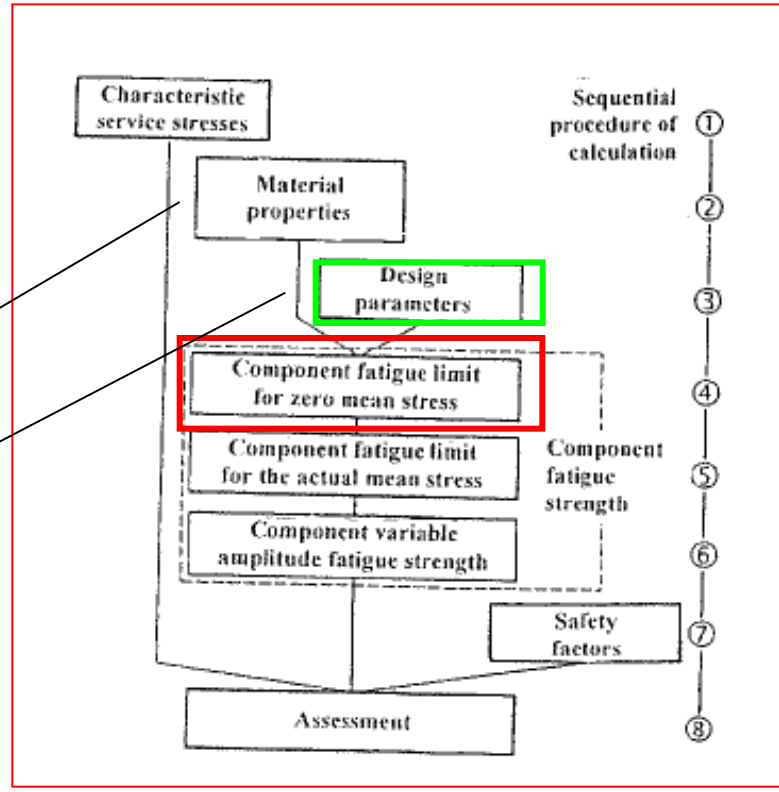 Characteristic
service stresses
Sequential
procedure of
calculation
①
Material
properties
②
Design
parameters
③
Component fatigue limit
for zero mean stress
④
Component fatigue limit
for the actual mean stress
⑤
Component
fatigue
strength
Component variable
amplitude fatigue strength
⑥
Safety
factors
⑦
Assessment
⑧